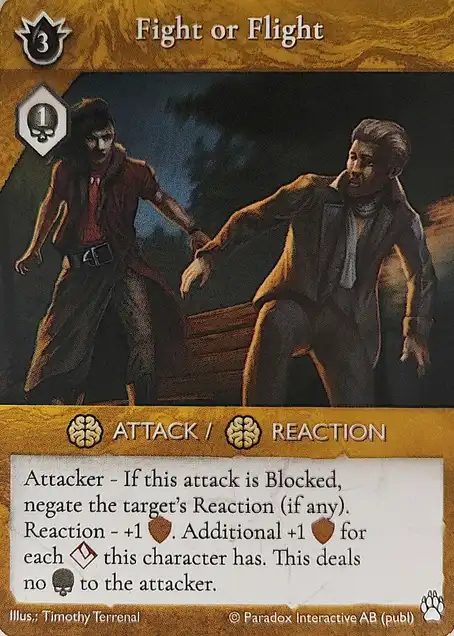 3
Fight or Flight
1
ATTACK / REACTION
Attacker - If this attack is Blocked,
negate the target's Reaction (if any).
Reaction - +1 . Additional +1 for
each this character has. This deals
no to the attacker.
Illus.: Timothy Terrenal
© Paradox Interactive AB (publ)